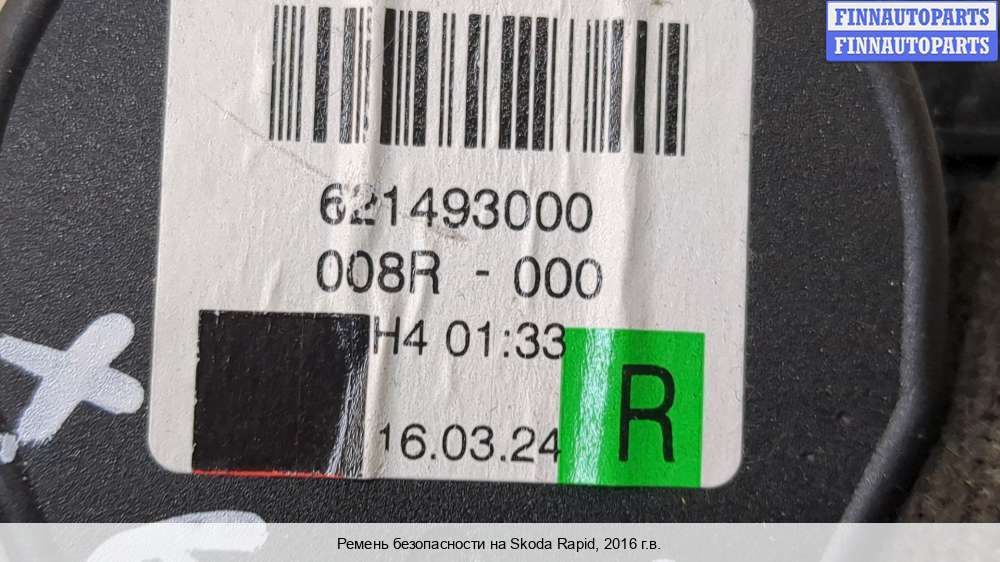 FINNAUTOPARTS
FINNAUTOPARTS
621493000
008R - 000
H4 01:33
R
16.03.24
Ремень безопасности на Skoda Rapid, 2016 г.в.